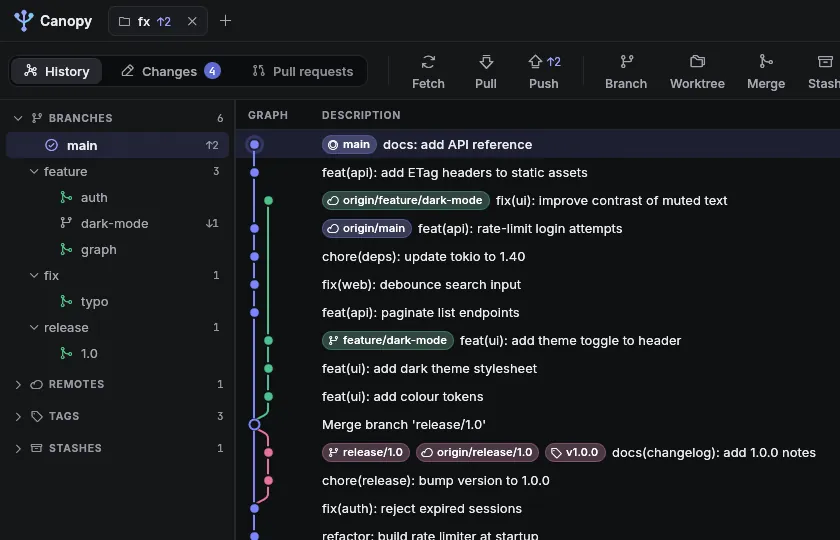 Canopy fx ↑2
History Changes 4 Pull requests Fetch Pull Push ↑2 Branch Worktree Merge Stash
BRANCHES 6
main ↑2
feature 3
auth
dark-mode ↓1
graph
fix 1
typo
release 1
1.0
REMOTES 1
TAGS 3
STASHES 1
GRAPH DESCRIPTION
main docs: add API reference
feat(api): add ETag headers to static assets
origin/feature/dark-mode fix(ui): improve contrast of muted text
origin/main feat(api): rate-limit login attempts
chore(deps): update tokio to 1.40
fix(web): debounce search input
feat(api): paginate list endpoints
feature/dark-mode feat(ui): add theme toggle to header
feat(ui): add dark theme stylesheet
feat(ui): add colour tokens
Merge branch 'release/1.0'
release/1.0 origin/release/1.0 v1.0.0 docs(changelog): add 1.0.0 notes
chore(release): bump version to 1.0.0
fix(auth): reject expired sessions
refactor: build rate limiter at startup